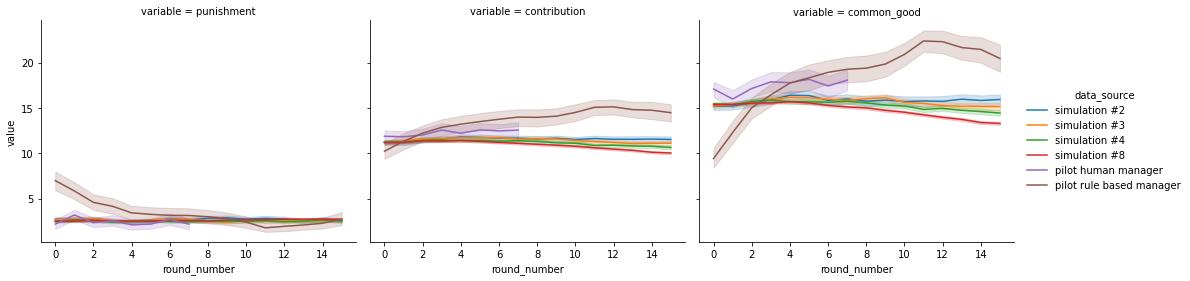 variable = punishment
variable = contribution
variable = common_good
value
20
15
10
5
0 2 4 6 8 10 12 14
0 2 4 6 8 10 12 14
0 2 4 6 8 10 12 14
round_number
round_number
round_number
data_source
simulation #2
simulation #3
simulation #4
simulation #8
pilot human manager
pilot rule based manager